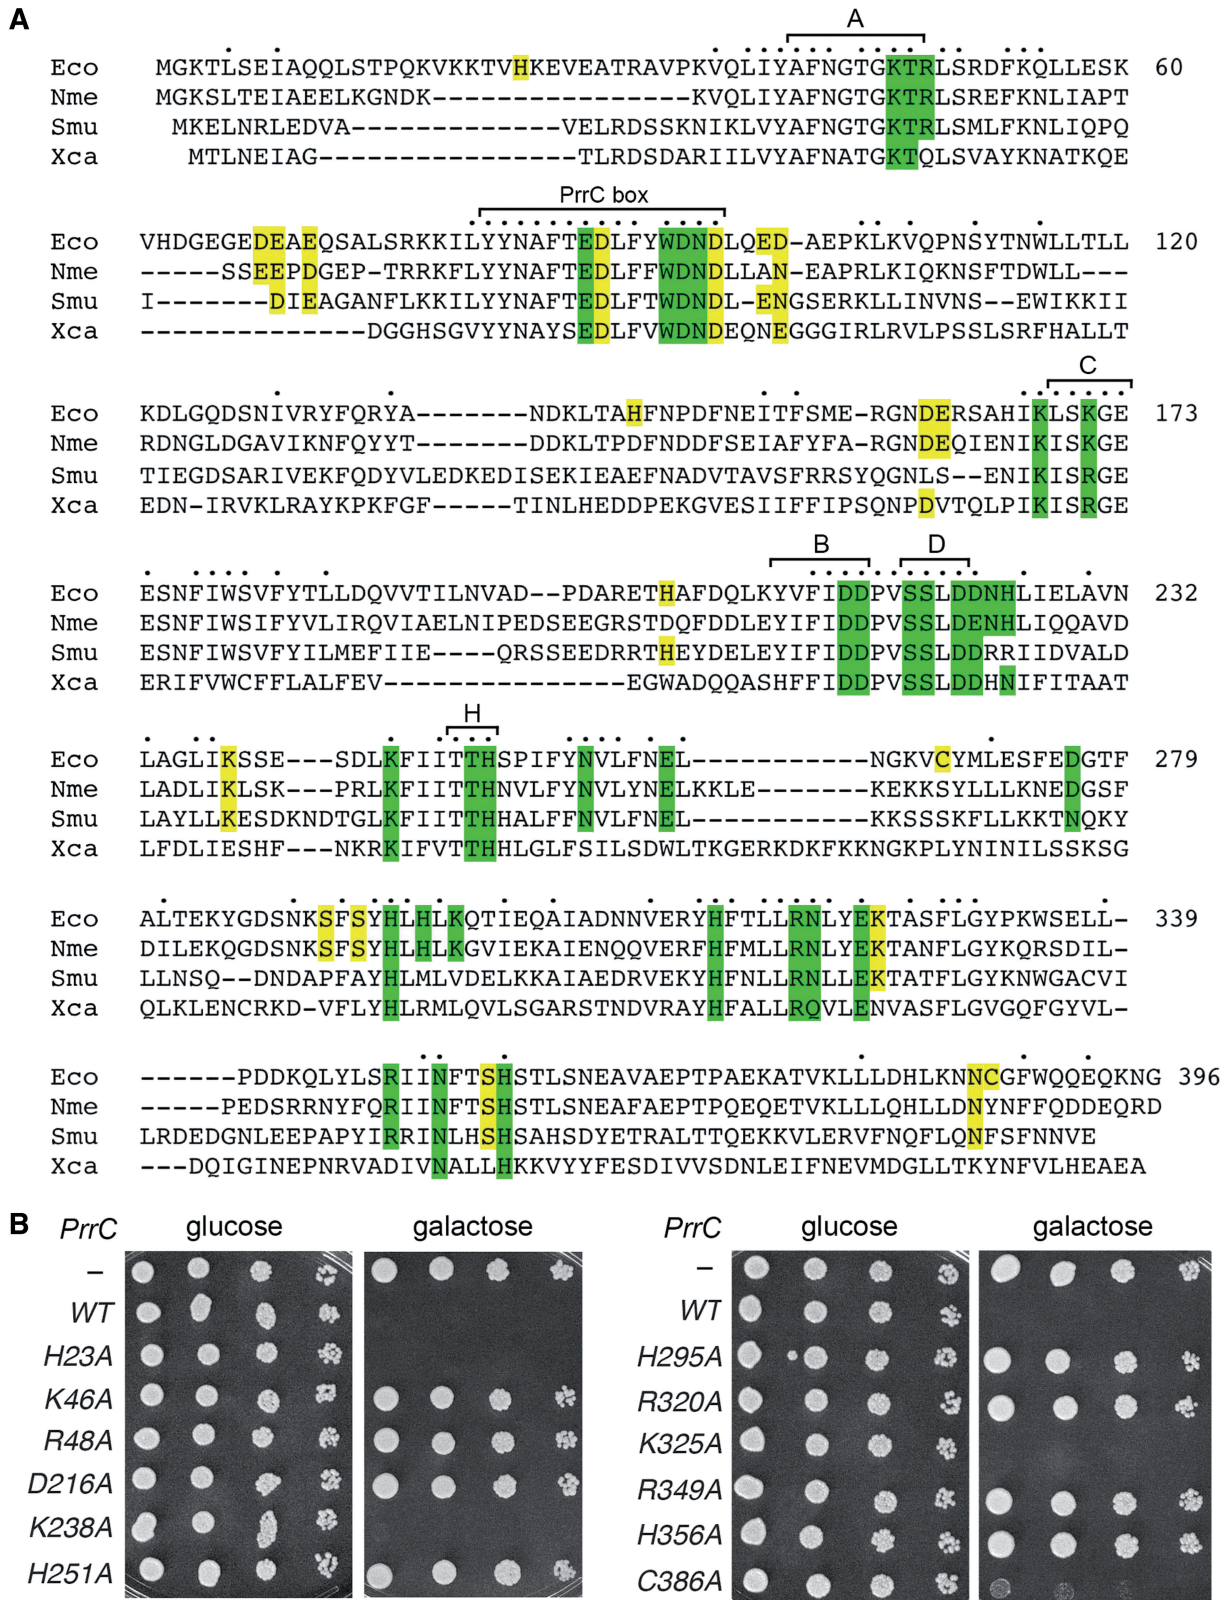 A
A
Eco MGKTLSEIAQQLSTPQKVKKTVHKEVEATRAVPKVQLIYAFNGTGKTRLSRDFKQLLESK 60
Nme MGKSLTEIAEELKGNDK----------------KVQLIYAFNGTGKTRLSREFKNLIAPT
Smu MKELNRLEDVA-------------VELRDSSKNIKLVYAFNGTGKTRLSMLFKNLIQPQ
Xca MTLNEIAG----------------TLRDSDARIILVYAFNATGKTQLSVAYKNATKQE
PrrC box
Eco VHDGEGEDEAEQSALSRKKILYYNAFTEDLFYWDNDLQED-AEPKLKVQPNSYTNWLLTLL 120
Nme -----SSEEPDGEP-TRRKFLYYNAFTEDLFFWDNDLLAN-EAPRLKIQKNSFTDWLL---
Smu I-------DIEAGANFLKKILYYNAFTEDLFTWDNDL-ENGSERKLLINVNS--EWIKKII
Xca --------------DGGHSGVYYNAYSEDLFVWDNDEQNEGGGIRLRVLPSSLSRFHALLT
C
Eco KDLGQDSNIVRYFQRYA-------NDKLTAHFNPDFNEITFSME-RGNDERSAHIKLSKGE 173
Nme RDNGLDGAVIKNFQYYT-------DDKLTPDFNDDFSEIAFYFA-RGNDEQIENIKISKGE
Smu TIEGDSARIVEKFQDYVLEDKEDISEKIEAEFNADVTAVSFRRSYQGNLS--ENIKISRGE
Xca EDN-IRVKLRAYKPKFGF-----TINLHEDDPEKGVESIIFFIPSQNPDVTQLPIKISRGE
B D
Eco ESNFIWSVFYTLLDQVVTILNVAD--PDARETHAFDQLKYVFIDDPVSSLDDNHLIELAVN 232
Nme ESNFIWSIFYVLIRQVIAELNIPEDSEEGRSTDQFDDLEYIFIDDPVSSLDENHLIQQAVD
Smu ESNFIWSVFYILMEFIIE----QRSSEEDRRTHEYDELEYIFIDDPVSSLDDRRIIDVALD
Xca ERIFVWCFFLALFEV---------------EGWADQQASHFFIDDPVSSLDDHNIFITAAT
H
Eco LAGLIKSSE---SDLKFIITTHSPIFYNVLFNEL-----------NGKVCYMLESFEDGTF 279
Nme LADLIKLSK---PRLKFIITTHNVLFYNVLYNELKKLE-------KEKKSYLLLKNEDGSF
Smu LAYLLKESDKNDTGLKFIITTHHALFFNVLFNEL-----------KKSSSKFLLKKTNQKY
Xca LFDLIESHF---NKRKIFVTTHHLGLFSILSDWLTKGERKDKFKKNGKPLYNINILSSKSG
Eco ALTEKYGDSNKSFSYHLHLKQTIEQAIADNNVERYHFTLLRNLYEKTASFLGYPKWSELL- 339
Nme DILEKQGDSNKSFSYHLHLKGVIEKAIENQQVERFHFMLLRNLYEKTANFLGYKQRSDIL-
Smu LLNSQ--DNDAPFAYHLMLVDELKKAIAEDRVEKYHFNLLRNLLEKTATFLGYKNWGACVI
Xca QLKLENCRKD-VFLYHLRMLQVLSGARSTNDVRAYHFALLRQVLENVASFLGVGQFGYVL-
Eco ------PDDKQLYLSRIINFTSHSTLSNEAVAEPTPAEKATVKLLLDHLKNNCGFWQQEQKNG 396
Nme -----PEDSRRNYFQRIINFTSHSTLSNEAFAEPTPQEQETVKLLLQHLLDNYNFFQDDEQRD
Smu LRDEDGNLEEPAPYIRRINLHSHSAHSDYETRALTTQEKKVLERVFNQFLQNFSFNNVE
Xca ---DQIGINEPNRVADIVNALLHKKVYYFESDIVVSDNLEIFNEVMDGLLTKYNFVLHEAEA
B
PrrC glucose galactose
–
WT
H23A
K46A
R48A
D216A
K238A
H251A
PrrC glucose galactose
–
WT
H295A
R320A
K325A
R349A
H356A
C386A